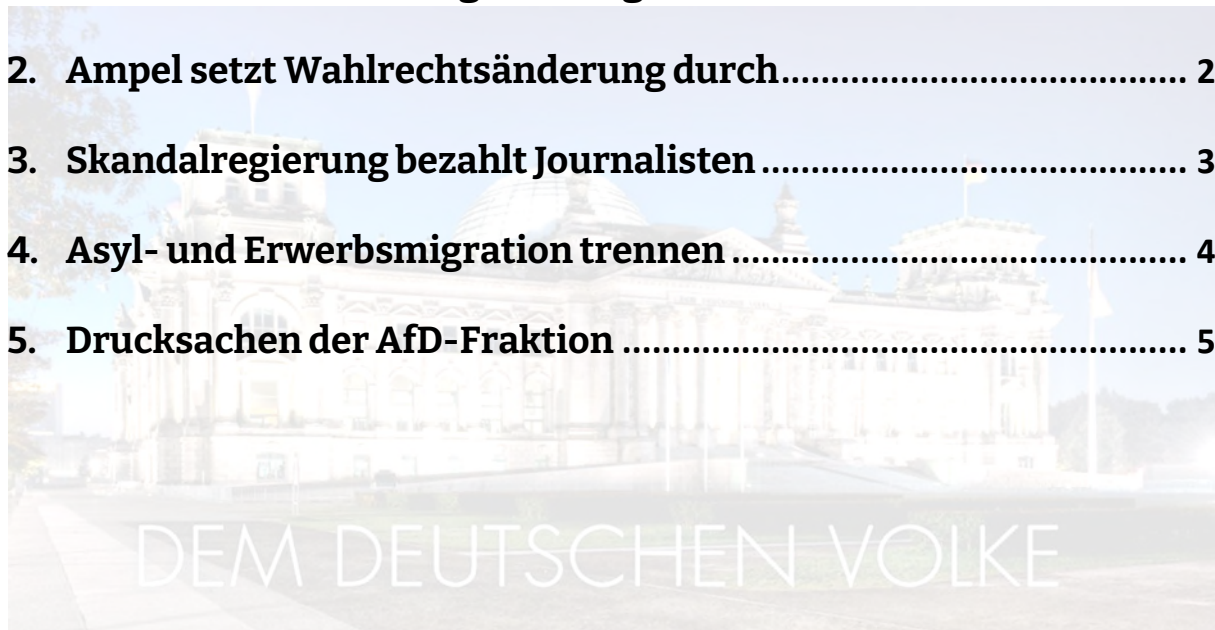 2. Ampel setzt Wahlrechtsänderung durch.................................... 2
3. Skandalregierung bezahlt Journalisten ...................................... 3
4. Asyl- und Erwerbsmigration trennen ......................................... 4
5. Drucksachen der AfD-Fraktion ................................................... 5
DEM DEUTSCHEN VOLKE